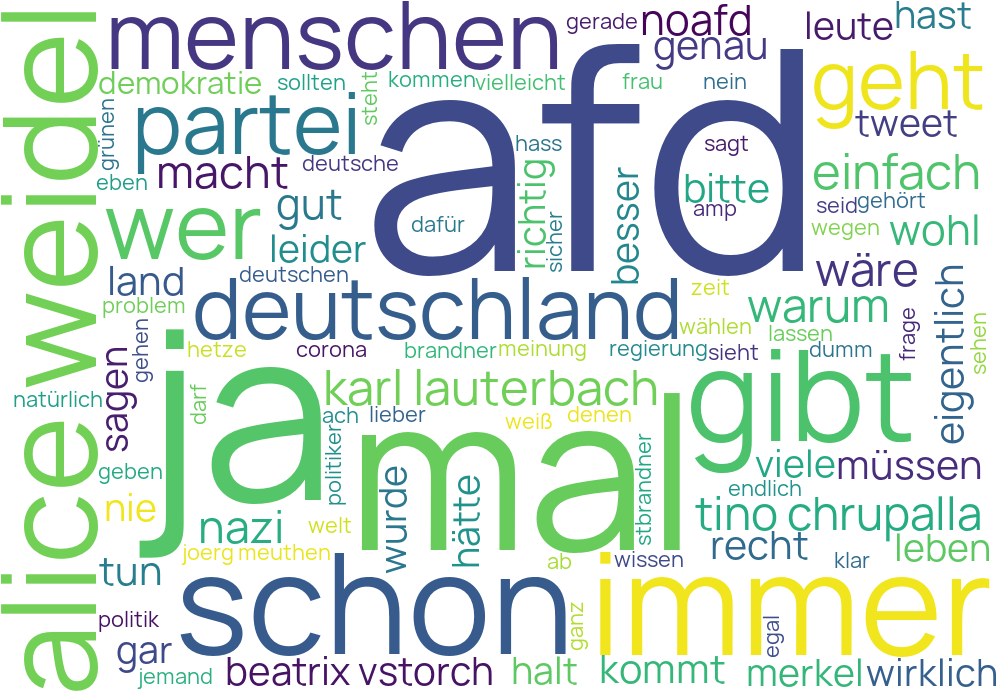 alice weidel
menschen
gerade
noafd
leute
hast
genau
demokratie
sollten
steht
kommen
vielleicht
frau
nein
geht
partei
afd
tweet
grünen
macht
deutsche
hass
sagt
eben
richtig
besser
bitte
einfach
wer
gut
dafür
sicher
amp
seid
gehört
leider
wegen
wohl
land
deutschen
wäre
problem
deutschland
zeit
warum
eigentlich
wählen
lassen
frage
sehen
gehen
hetze
corona
brandner
meinung
regierung
sieht
dumm
sagen
natürlich
darf
ja
karl lauterbach
gibt
ach
lieber
weiß
denen
mal
politiker
geben
wurde
hätte
stbrandner
viele
müssen
endlich
nie
nazi
welt
tino chrupalla
joerg meuthen
recht
leben
tun
ab
wissen
klar
schon
immer
politik
ganz
egal
gar
jemand
beatrix vstorch
halt
kommt
merkel
wirklich